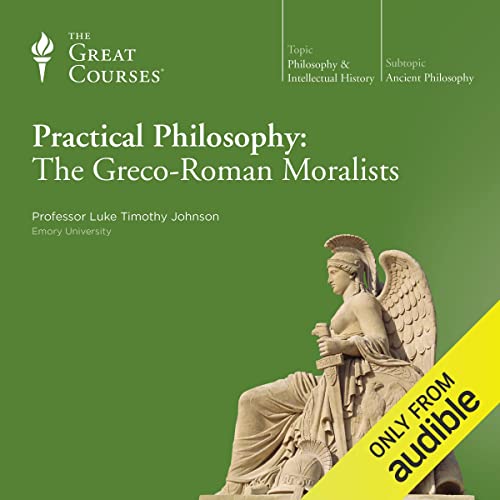 THE
GREAT
COURSES®
Topic
Philosophy &
Intellectual History
Subtopic
Ancient Philosophy
Practical Philosophy:
The Greco-Roman Moralists
Professor Luke Timothy Johnson
Emory University
ONLY FROM
audible